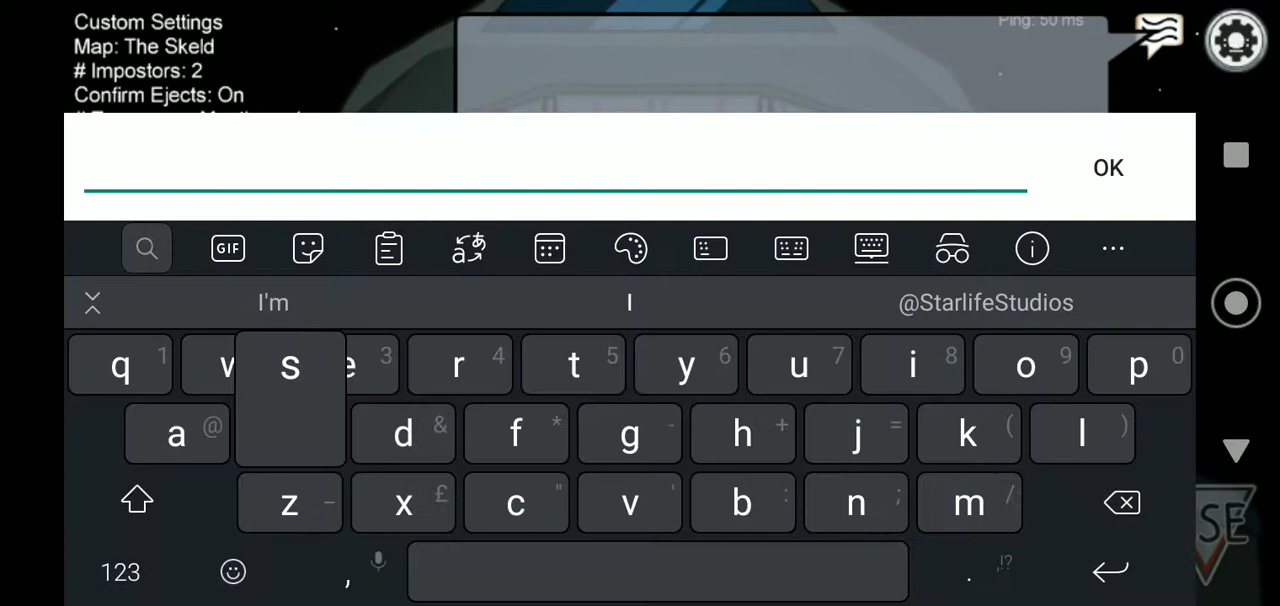 Custom Settings
Map: The Skeld
# Impostors: 2
Confirm Ejects: On
Ping: 50 ms
OK
GIF
I'm I @StarlifeStudios
q 1 w s e 3 r 4 t 5 y 6 u 7 i 8 o 9 p 0
a @ d & f * g - h + j = k ( l )
z _ x £ c " v ' b : n ; m /
123 , . ,!?
SE